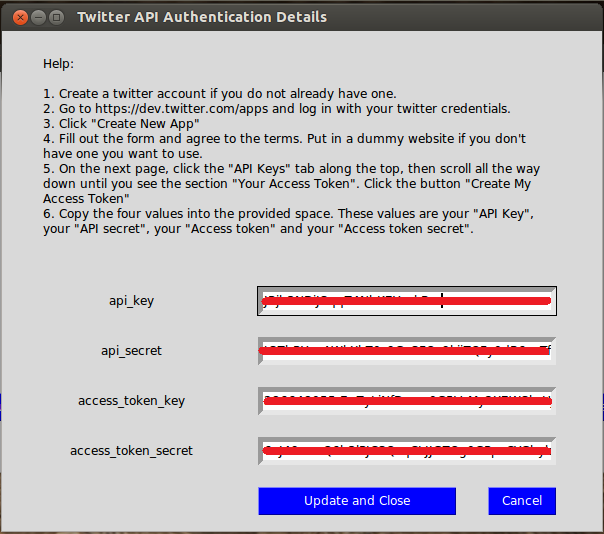 Twitter API Authentication Details
Help:
1. Create a twitter account if you do not already have one.
2. Go to https://dev.twitter.com/apps and log in with your twitter credentials.
3. Click "Create New App"
4. Fill out the form and agree to the terms. Put in a dummy website if you don't
have one you want to use.
5. On the next page, click the "API Keys" tab along the top, then scroll all the way
down until you see the section "Your Access Token". Click the button "Create My
Access Token"
6. Copy the four values into the provided space. These values are your "API Key",
your "API secret", your "Access token" and your "Access token secret".
api_key
api_secret
access_token_key
access_token_secret
Update and Close
Cancel